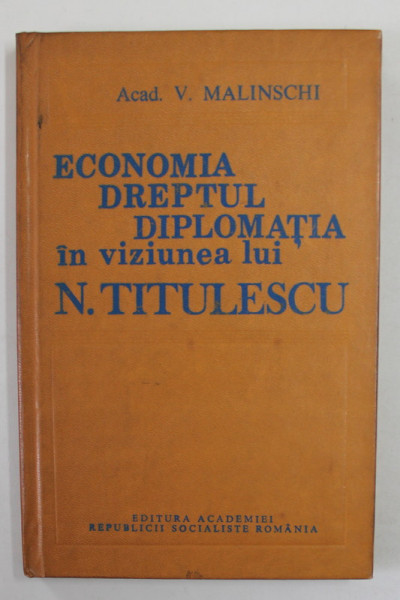 Acad. V. MALINSCHI
ECONOMIA
DREPTUL
DIPLOMAȚIA
în viziunea lui
N. TITULESCU
EDITURA ACADEMIEI
REPUBLICII SOCIALISTE ROMÂNIA